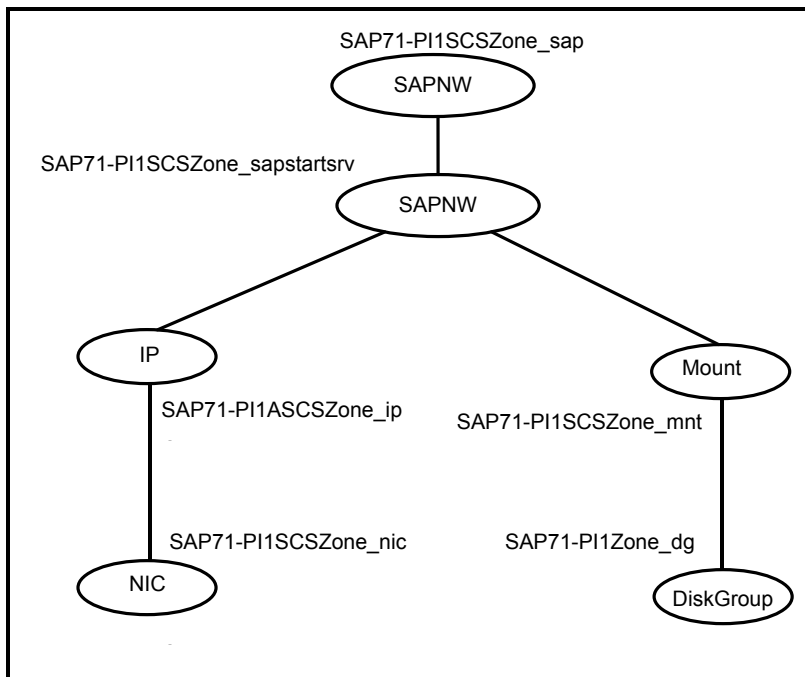 SAP71-PI1SCSZone_sap
SAPNW
SAP71-PI1SCSZone_sapstartsrv
SAPNW
IP
Mount
SAP71-PI1ASCSZone_ip
SAP71-PI1SCSZone_mnt
SAP71-PI1SCSZone_nic
SAP71-PI1Zone_dg
NIC
DiskGroup